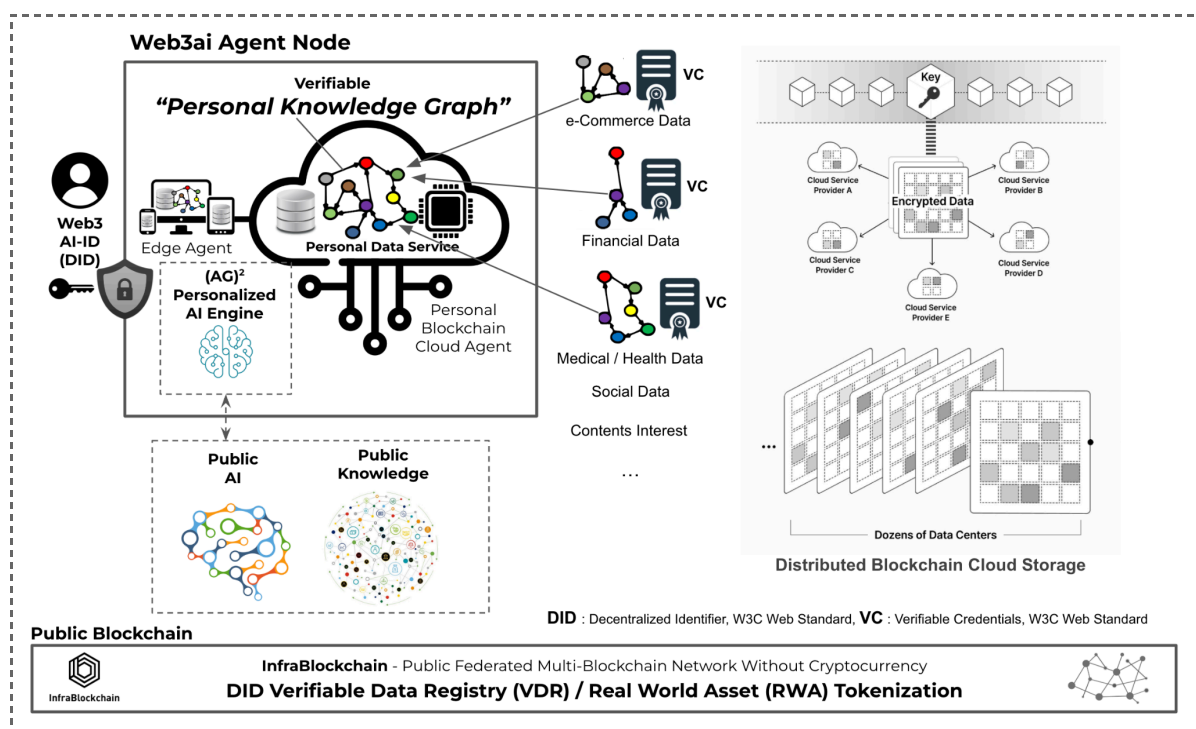 Web3ai Agent Node
Verifiable
“Personal Knowledge Graph”
Web3
AI-ID
(DID)
Edge Agent
Personal Data Service
(AG)²
Personalized
AI Engine
Personal
Blockchain
Cloud Agent
Public
AI
Public
Knowledge
VC
e-Commerce Data
VC
Financial Data
VC
Medical / Health Data
Social Data
Contents Interest
...
Key
Cloud Service
Provider A
Cloud Service
Provider B
Encrypted Data
Cloud Service
Provider C
Cloud Service
Provider D
Cloud Service
Provider E
...
Dozens of Data Centers
Distributed Blockchain Cloud Storage
DID : Decentralized Identifier, W3C Web Standard, VC : Verifiable Credentials, W3C Web Standard
Public Blockchain
InfraBlockchain
InfraBlockchain - Public Federated Multi-Blockchain Network Without Cryptocurrency
DID Verifiable Data Registry (VDR) / Real World Asset (RWA) Tokenization